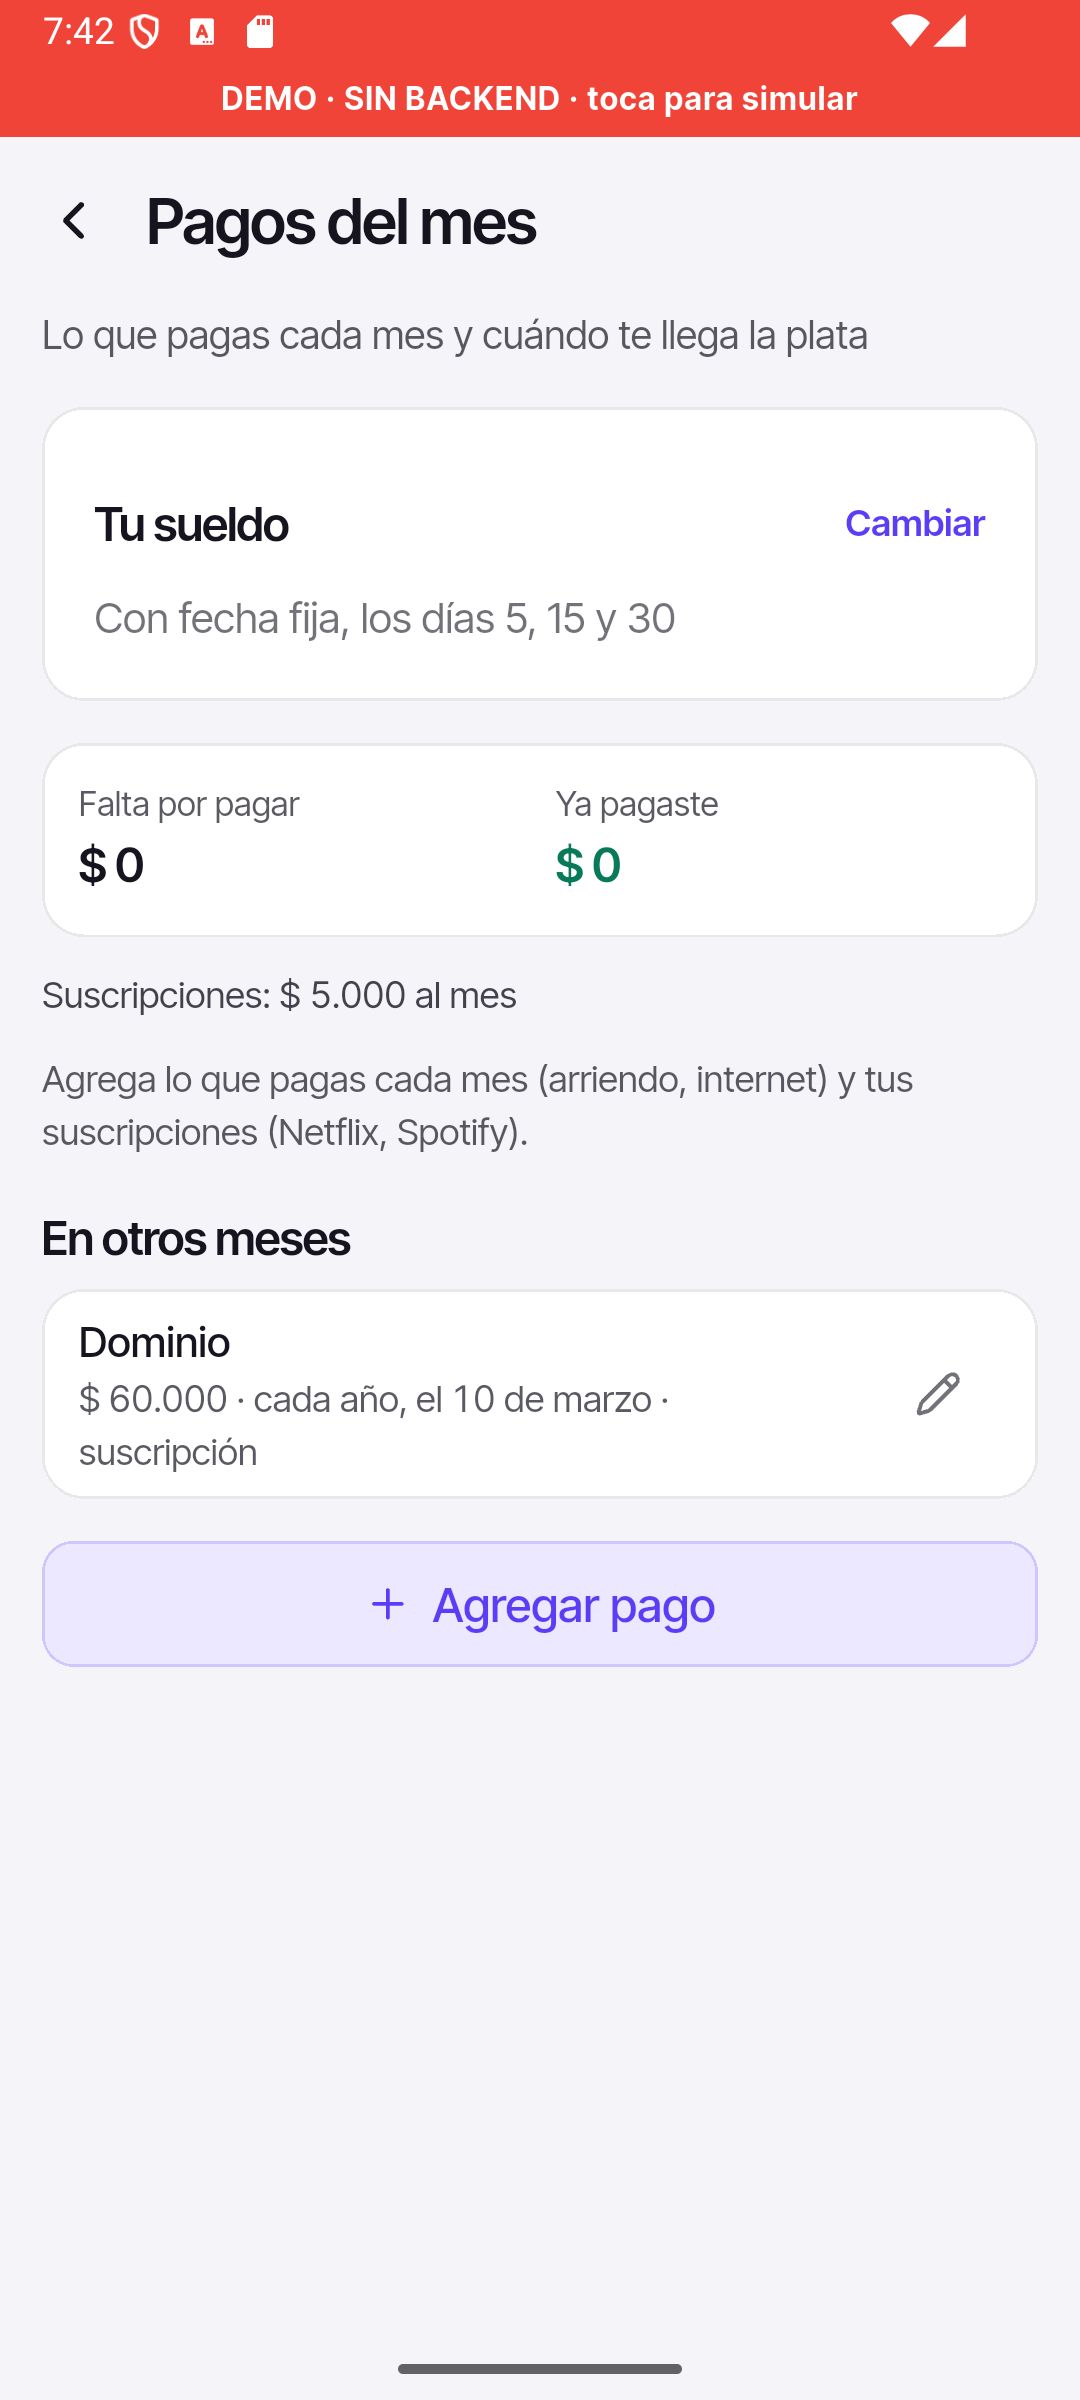 7:42
DEMO · SIN BACKEND · toca para simular
Pagos del mes
Lo que pagas cada mes y cuándo te llega la plata
Tu sueldo
Cambiar
Con fecha fija, los días 5, 15 y 30
Falta por pagar
Ya pagaste
$ 0
$ 0
Suscripciones: $ 5.000 al mes
Agrega lo que pagas cada mes (arriendo, internet) y tus
suscripciones (Netflix, Spotify).
En otros meses
Dominio
$ 60.000 · cada año, el 10 de marzo ·
suscripción
Agregar pago